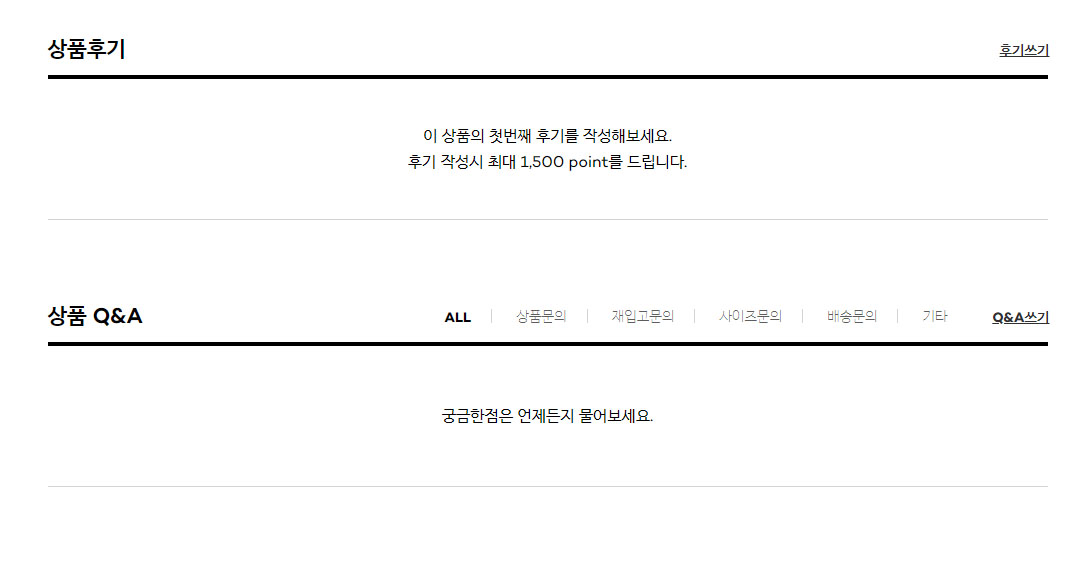 상품후기 후기쓰기
이 상품의 첫번째 후기를 작성해보세요.
후기 작성시 최대 1,500 point를 드립니다.
상품 Q&A ALL 상품문의 재입고문의 사이즈문의 배송문의 기타 Q&A쓰기
궁금한점은 언제든지 물어보세요.